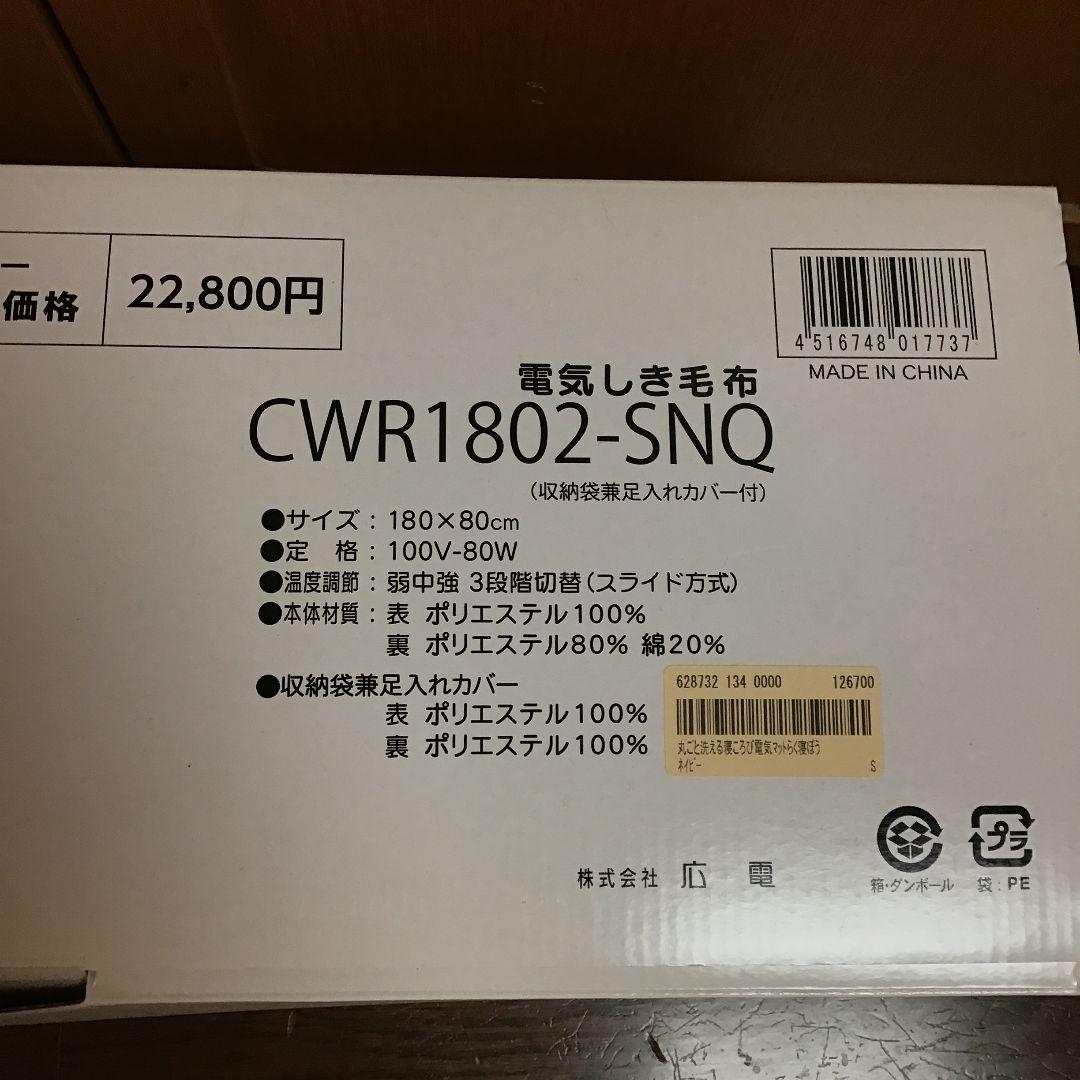 ー
価格
22,800円
4 516748 017737
MADE IN CHINA
電気しき毛布
CWR1802-SNQ
（収納袋兼足入れカバー付）
●サイズ：180×80cm
●定　格：100V-80W
●温度調節：弱中強 3段階切替（スライド方式）
●本体材質：表 ポリエステル100%
裏 ポリエステル80% 綿20%
●収納袋兼足入れカバー
表 ポリエステル100%
裏 ポリエステル100%
628732 134 0000 126700
丸ごと洗える寝ころび電気マットらく寝ぼう
ネイビー S
株式会社 広 電
プラ
箱・ダンボール 袋：PE